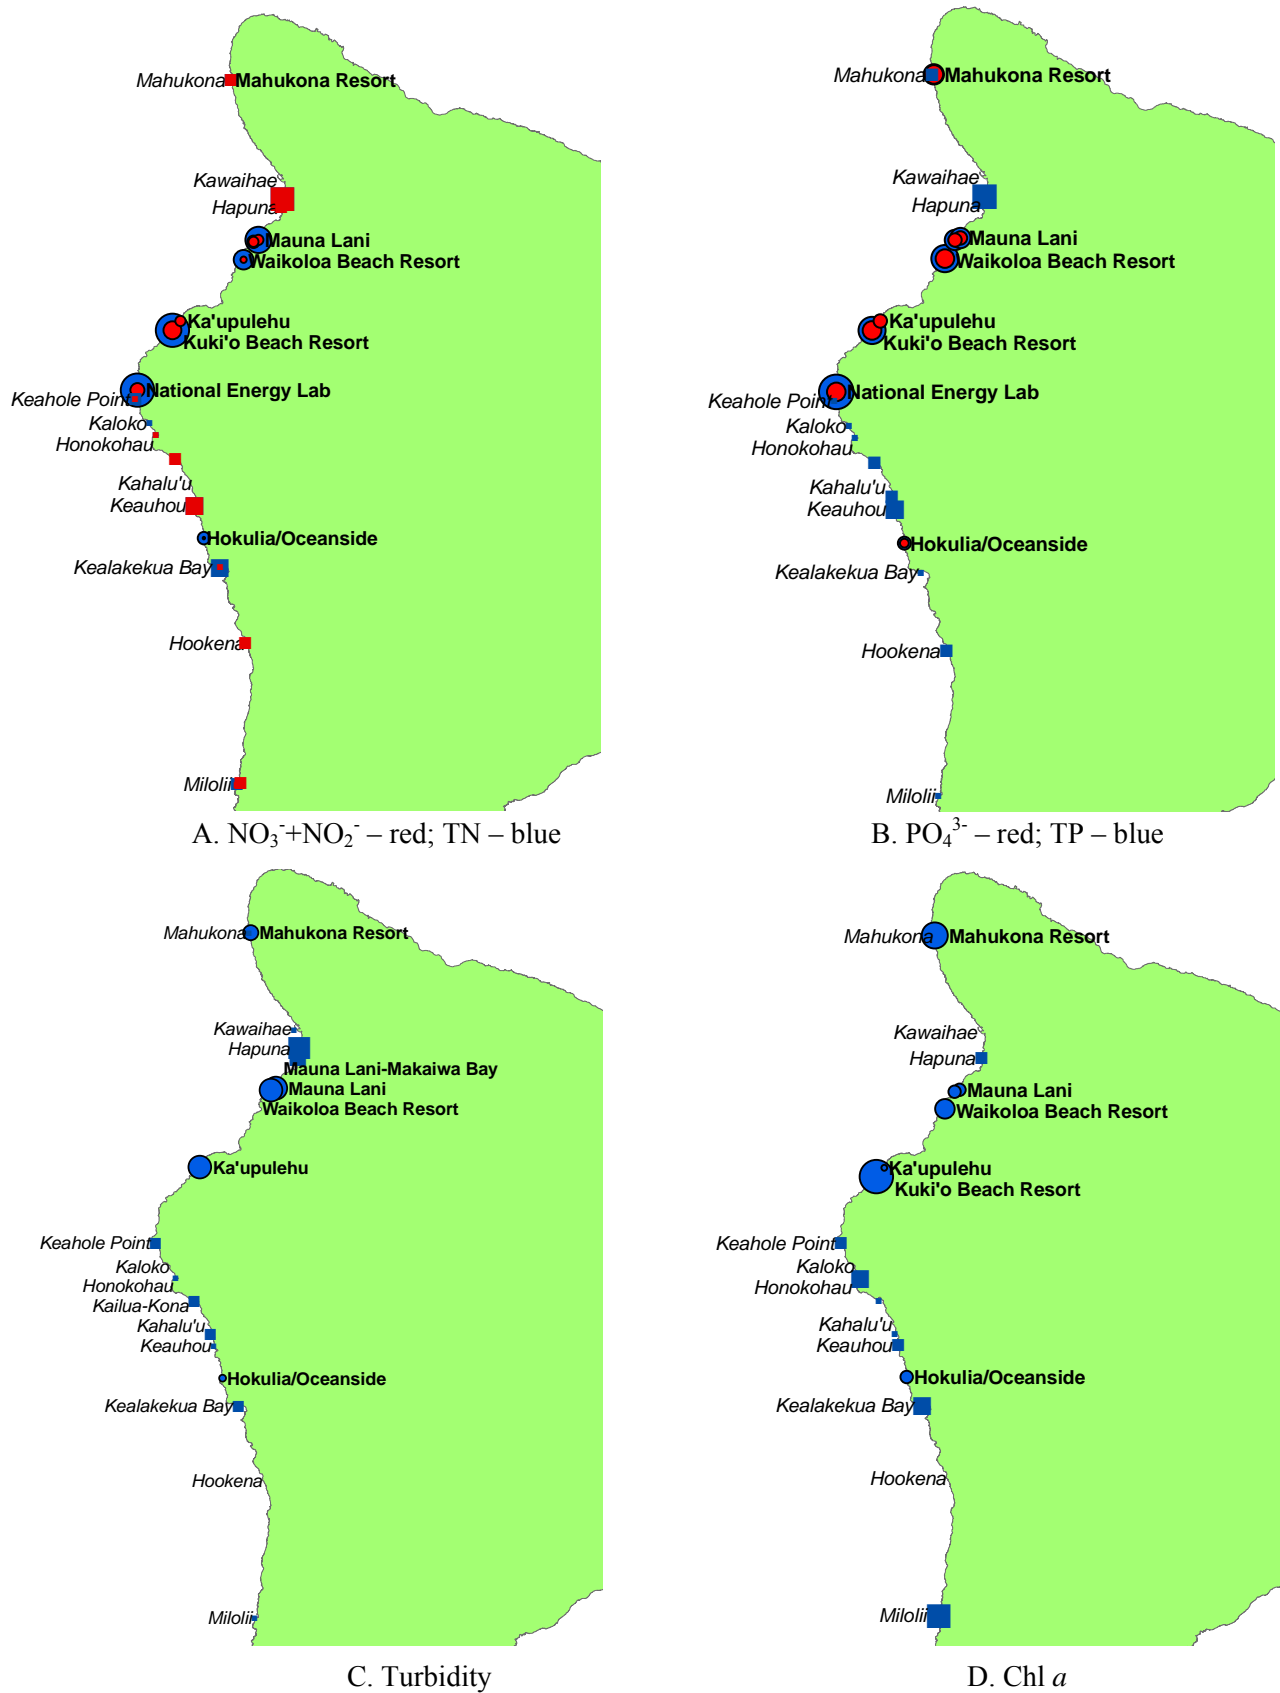 Mahukona Mahukona Resort
Kawaihae
Hapuna
Mauna Lani
Waikoloa Beach Resort
Ka'upulehu
Kuki'o Beach Resort
National Energy Lab
Keahole Point
Kaloko
Honokohau
Kahalu'u
Keauhou
Hokulia/Oceanside
Kealakekua Bay
Hookena
Milolii
A. NO₃⁻+NO₂⁻ – red; TN – blue
Mahukona Mahukona Resort
Kawaihae
Hapuna
Mauna Lani
Waikoloa Beach Resort
Ka'upulehu
Kuki'o Beach Resort
National Energy Lab
Keahole Point
Kaloko
Honokohau
Kahalu'u
Keauhou
Hokulia/Oceanside
Kealakekua Bay
Hookena
Milolii
B. PO₄³⁻ – red; TP – blue
Mahukona Mahukona Resort
Kawaihae
Hapuna
Mauna Lani-Makaiwa Bay
Mauna Lani
Waikoloa Beach Resort
Ka'upulehu
Keahole Point
Kaloko
Honokohau
Kailua-Kona
Kahalu'u
Keauhou
Hokulia/Oceanside
Kealakekua Bay
Hookena
Milolii
C. Turbidity
Mahukona Mahukona Resort
Kawaihae
Hapuna
Mauna Lani
Waikoloa Beach Resort
Ka'upulehu
Kuki'o Beach Resort
Keahole Point
Kaloko
Honokohau
Kahalu'u
Keauhou
Hokulia/Oceanside
Kealakekua Bay
Hookena
Milolii
D. Chl a